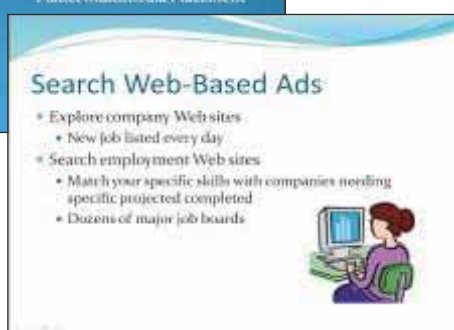 Search Web-Based Ads
Explore company Web sites
New job listed every day
Search employment Web sites
Match your specific skills with companies needing
specific projected completed
Dozens of major job boards